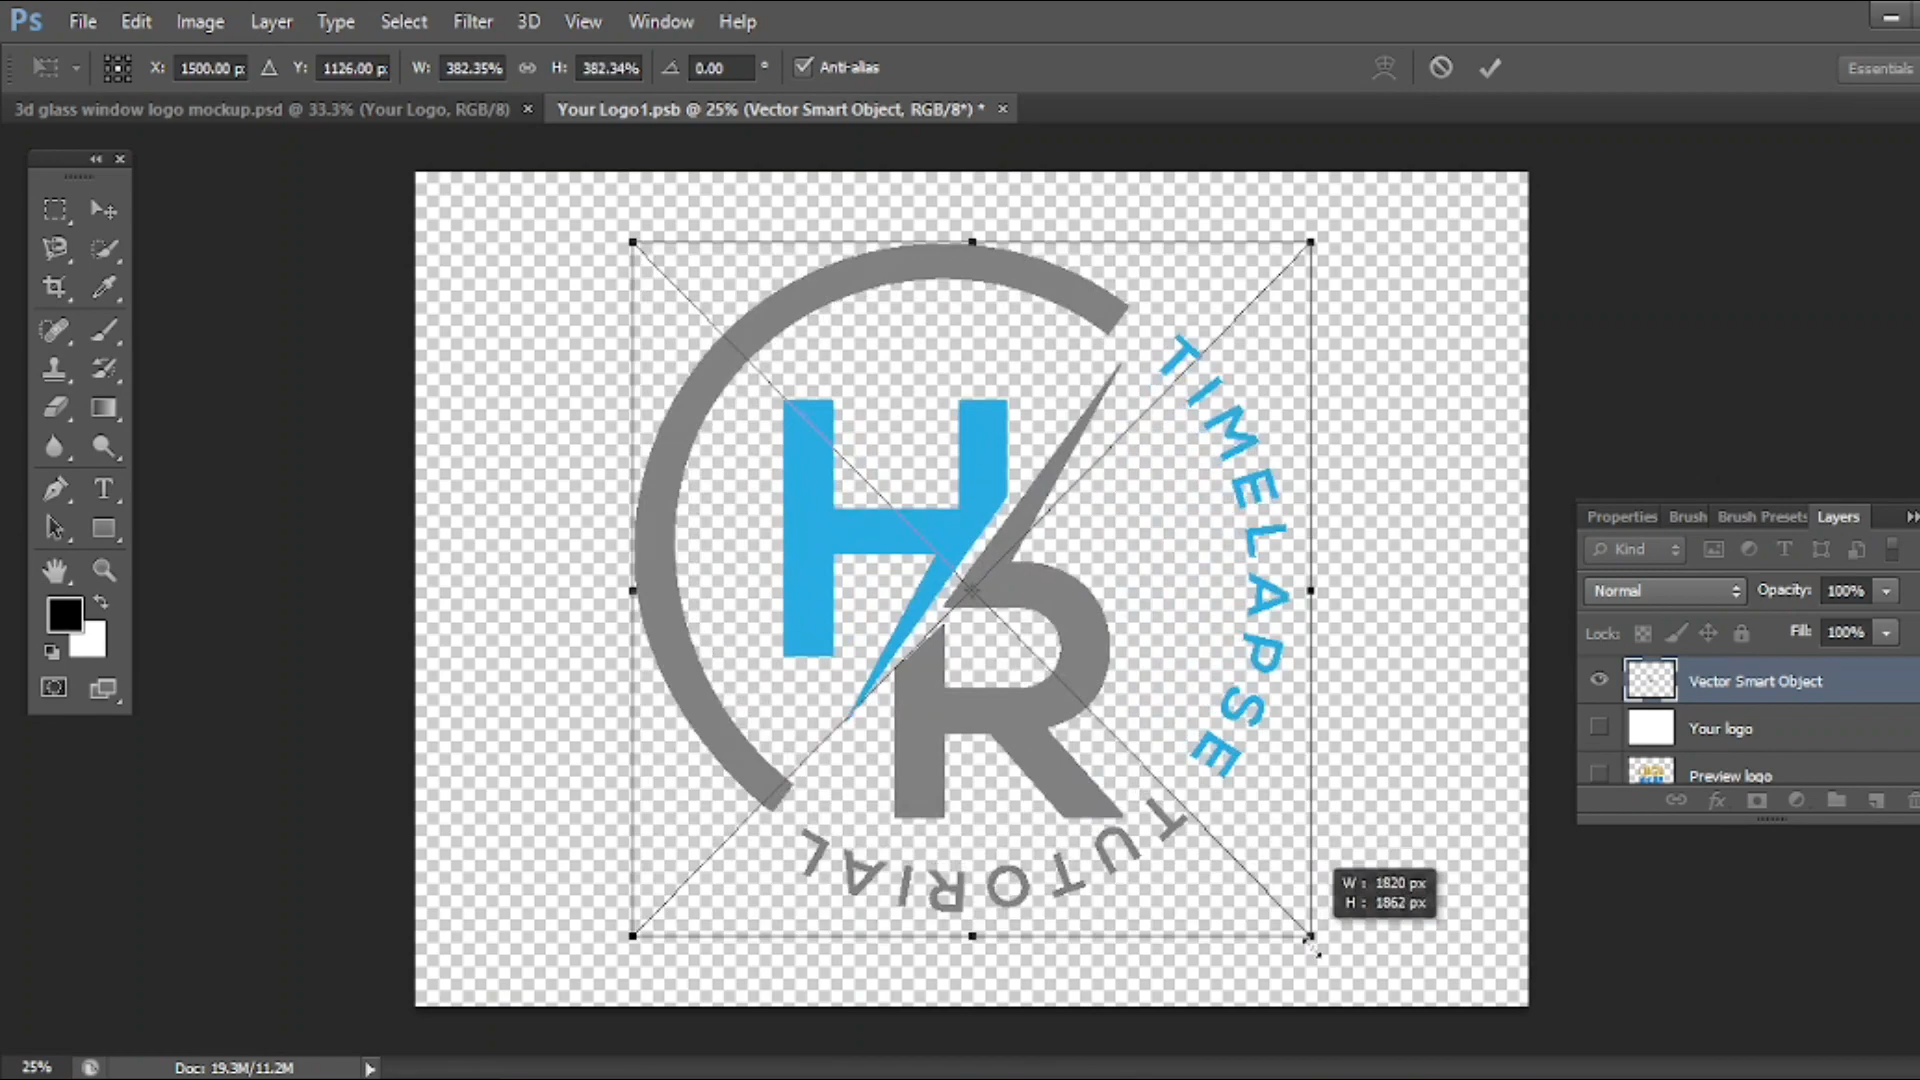 Ps File Edit Image Layer Type Select Filter 3D View Window Help
X: 1500.00 p Y: 1126.00 p W: 382.35% H: 382.34% 0.00 ° Anti-alias Essentials
3d glass window logo mockup.psd @ 33.3% (Your Logo, RGB/8) × Your Logo1.psb @ 25% (Vector Smart Object, RGB/8*) * ×
HR
TIMELAPSE
TUTORIAL
W : 1820 px
H : 1862 px
Properties Brush Brush Presets Layers
Kind
Normal Opacity: 100%
Lock: Fill: 100%
Vector Smart Object
Your logo
Preview logo
fx
25% Doc: 19.3M/11.2M